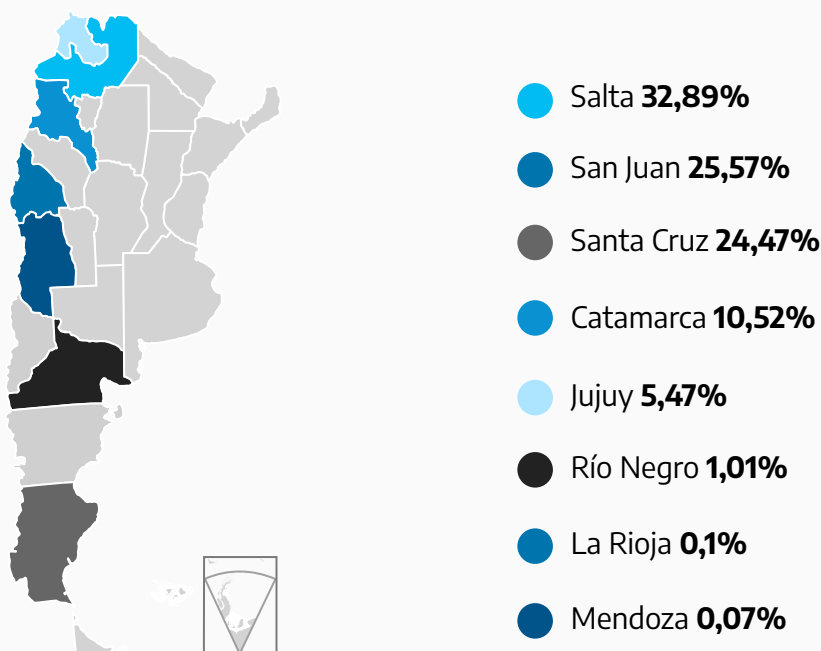 Salta 32,89%
San Juan 25,57%
Santa Cruz 24,47%
Catamarca 10,52%
Jujuy 5,47%
Río Negro 1,01%
La Rioja 0,1%
Mendoza 0,07%